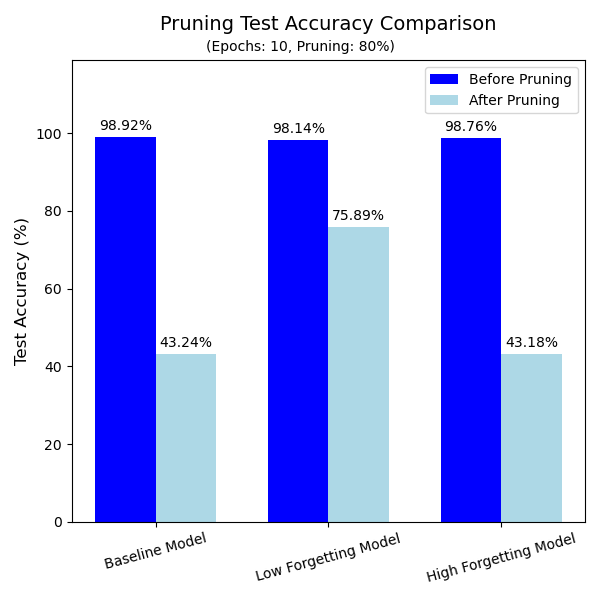 Pruning Test Accuracy Comparison
(Epochs: 10, Pruning: 80%)
Before Pruning
After Pruning
98.92%
98.14%
98.76%
75.89%
43.24%
43.18%
Test Accuracy (%)
100
80
60
40
20
0
Baseline Model
Low Forgetting Model
High Forgetting Model